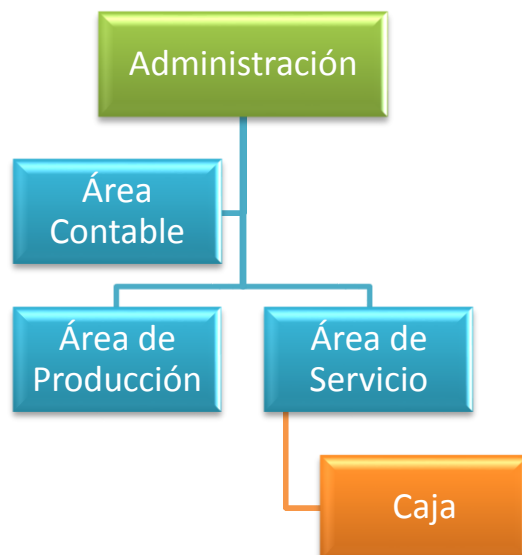 Administración
Área
Contable
Área de
Producción
Área de
Servicio
Caja